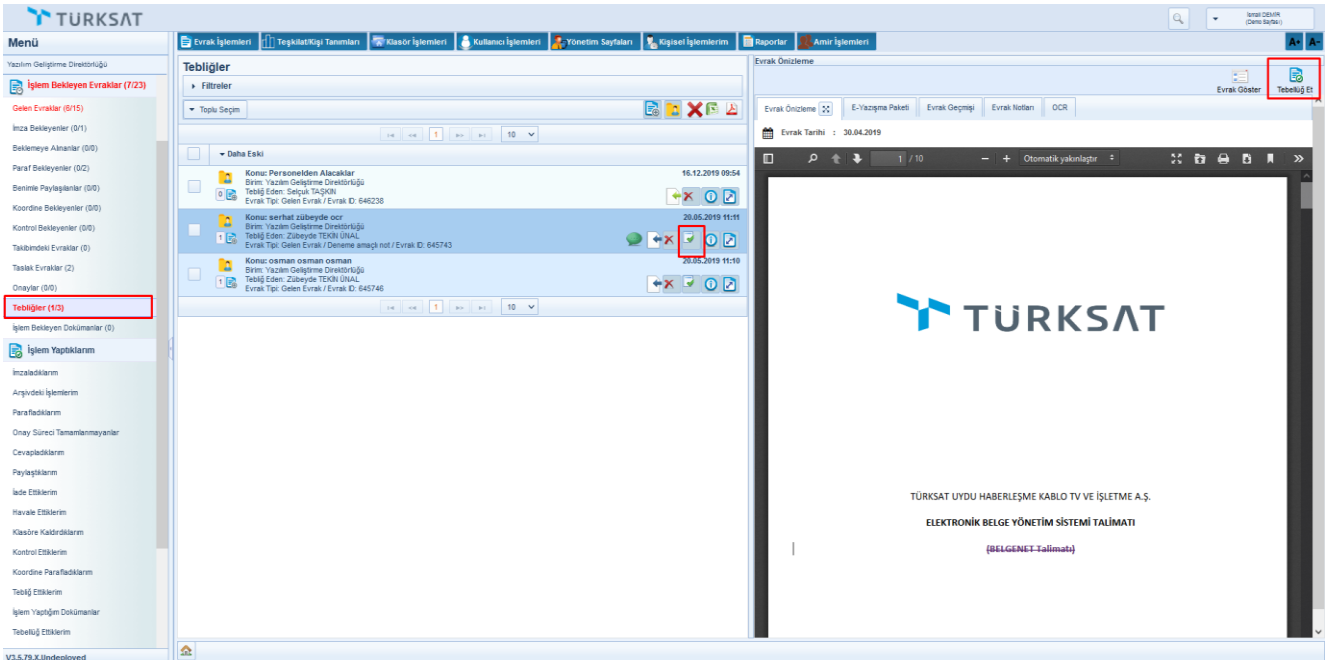 TÜRKSAT
İsmail DEMİR
(Demo Sayfası)
Menü
Evrak İşlemleri
Teşkilat/Kişi Tanımları
Klasör İşlemleri
Kullanıcı İşlemleri
Yönetim Sayfaları
Kişisel İşlemlerim
Raporlar
Amir İşlemleri
A+ A-
Yazılım Geliştirme Direktörlüğü
İşlem Bekleyen Evraklar (7/23)
Gelen Evraklar (6/15)
İmza Bekleyenler (0/1)
Beklemeye Alınanlar (0/0)
Paraf Bekleyenler (0/2)
Benimle Paylaşılanlar (0/0)
Koordine Bekleyenler (0/0)
Kontrol Bekleyenler (0/0)
Takibimdeki Evraklar (0)
Taslak Evraklar (2)
Onaylar (0/0)
Tebliğler (1/3)
İşlem Bekleyen Dokümanlar (0)
İşlem Yaptıklarım
İmzaladıklarım
Arşivdeki İşlemlerim
Parafladıklarım
Onay Süreci Tamamlanmayanlar
Cevapladıklarım
Paylaştıklarım
İade Ettiklerim
Havale Ettiklerim
Klasöre Kaldırdıklarım
Kontrol Ettiklerim
Koordine Parafladıklarım
Tebliğ Ettiklerim
İşlem Yaptığım Dokümanlar
Tebellüğ Ettiklerim
V3.5.79.X.Undeployed
Tebliğler
Filtreler
Toplu Seçim
1 10
Daha Eski
Konu: Personelden Alacaklar 16.12.2019 09:54
Birim: Yazılım Geliştirme Direktörlüğü
0 Tebliğ Eden: Selçuk TAŞKIN
Evrak Tipi: Gelen Evrak / Evrak ID: 646238
Konu: serhat zübeyde ocr 20.05.2019 11:11
Birim: Yazılım Geliştirme Direktörlüğü
1 Tebliğ Eden: Zübeyde TEKİN ÜNAL
Evrak Tipi: Gelen Evrak / Deneme amaçlı not / Evrak ID: 645743
Konu: osman osman osman 20.05.2019 11:10
Birim: Yazılım Geliştirme Direktörlüğü
1 Tebliğ Eden: Zübeyde TEKİN ÜNAL
Evrak Tipi: Gelen Evrak / Evrak ID: 645746
1 10
Evrak Önizleme
Evrak Göster Tebellüğ Et
Evrak Önizleme E-Yazışma Paketi Evrak Geçmişi Evrak Notları OCR
Evrak Tarihi : 30.04.2019
1 / 10 Otomatik yakınlaştır
TÜRKSAT
TÜRKSAT UYDU HABERLEŞME KABLO TV VE İŞLETME A.Ş.
ELEKTRONİK BELGE YÖNETİM SİSTEMİ TALİMATI
(BELGENET Talimatı)